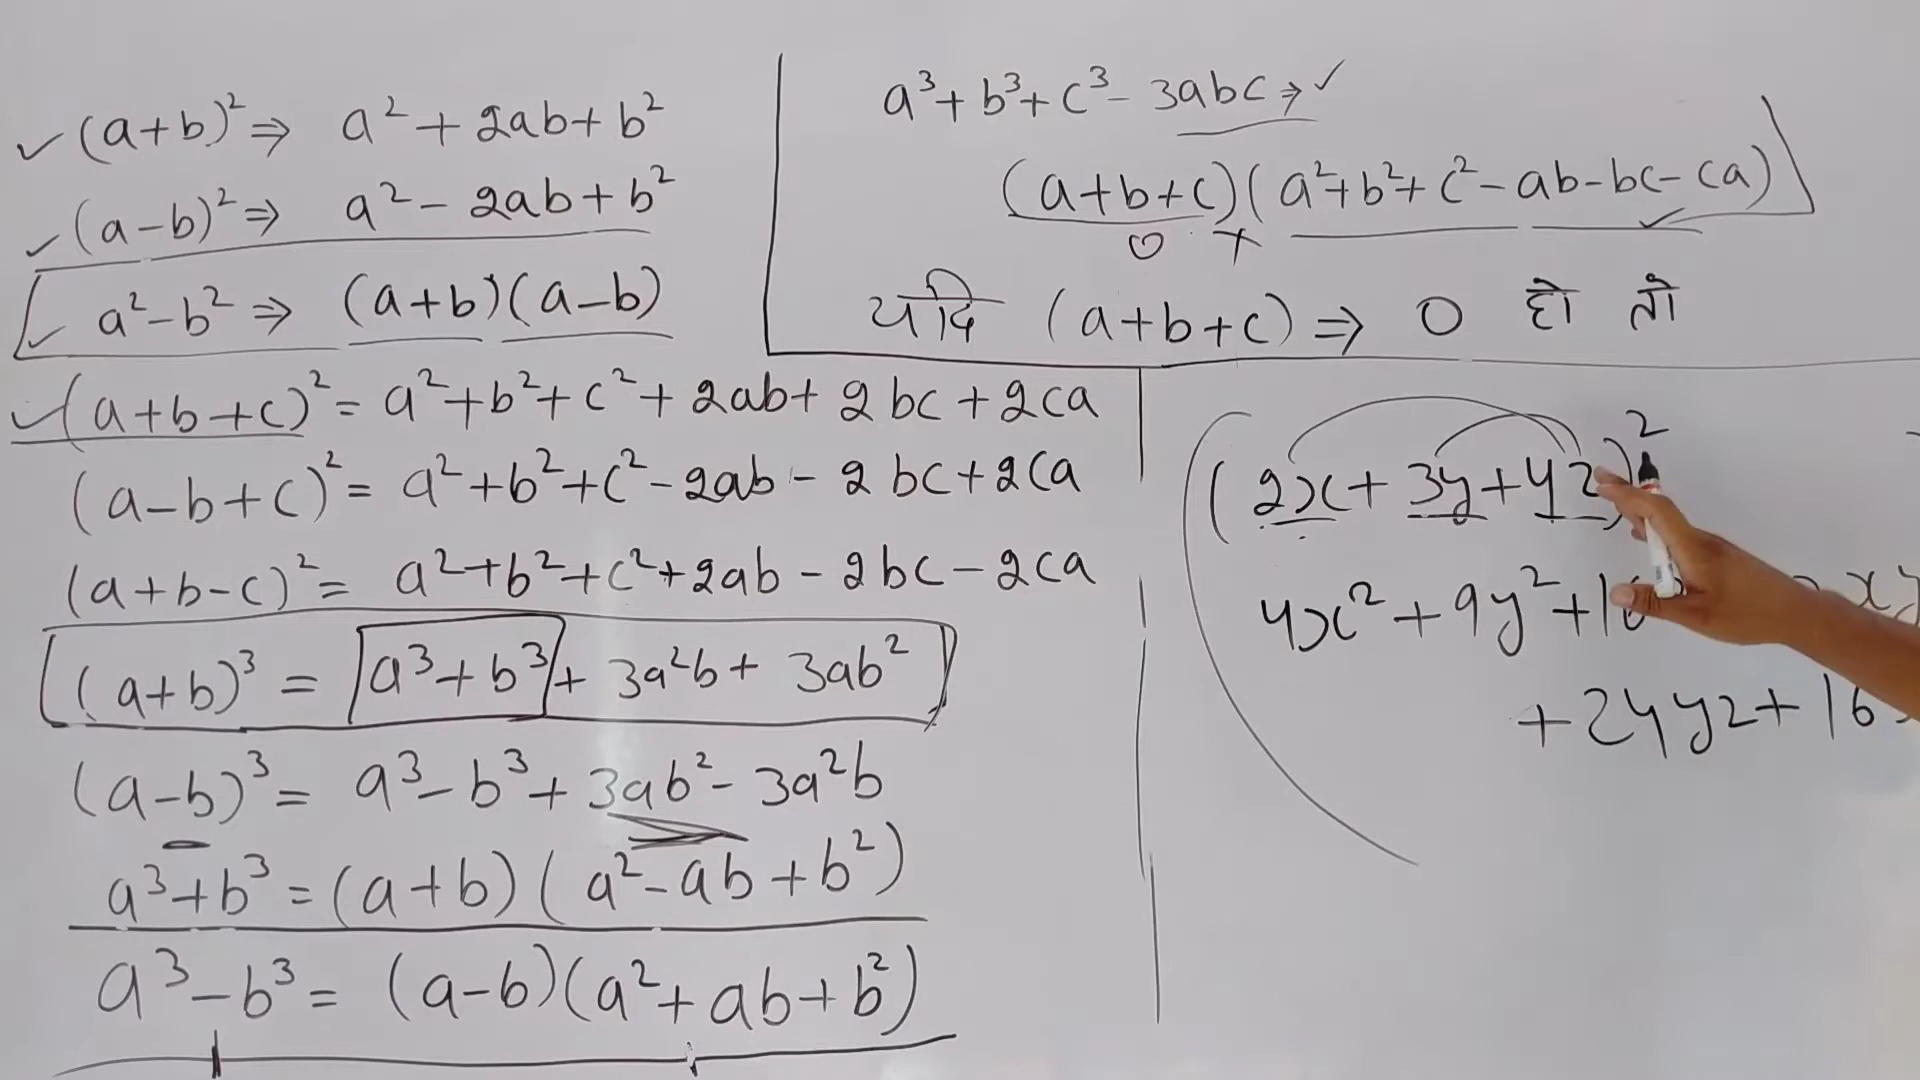 (a+b)² ⇒ a² + 2ab + b²
(a-b)² ⇒ a² - 2ab + b²
a² - b² ⇒ (a+b)(a-b)
(a+b+c)² = a² + b² + c² + 2ab + 2bc + 2ca
(a-b+c)² = a² + b² + c² - 2ab - 2bc + 2ca
(a+b-c)² = a² + b² + c² + 2ab - 2bc - 2ca
(a+b)³ = a³ + b³ + 3a²b + 3ab²
(a-b)³ = a³ - b³ + 3ab² - 3a²b
a³ + b³ = (a+b)(a² - ab + b²)
a³ - b³ = (a-b)(a² + ab + b²)
a³ + b³ + c³ - 3abc ⇒
(a+b+c)(a² + b² + c² - ab - bc - ca)
0 ×
यदि (a+b+c) ⇒ 0 हो तो
(2x + 3y + 4z)²
4x² + 9y² + 16
+ 24yz + 16